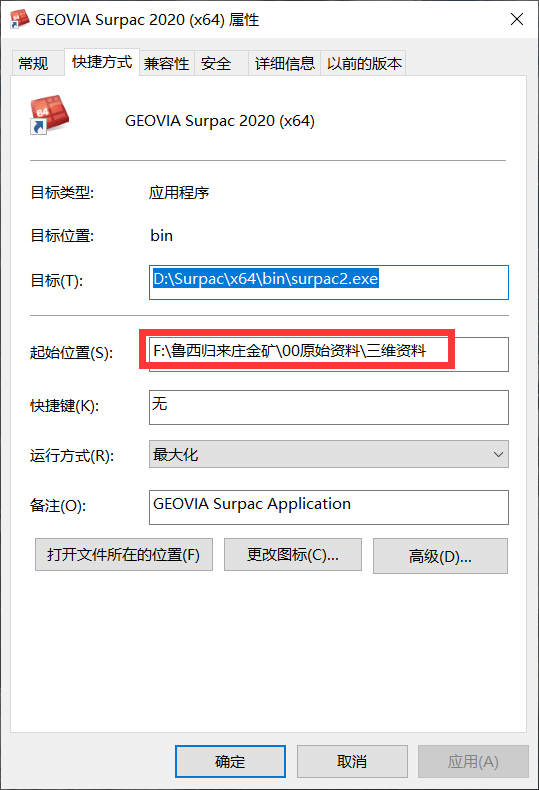 GEOVIA Surpac 2020 (x64) 属性
常规 快捷方式 兼容性 安全 详细信息 以前的版本
64
GEOVIA Surpac 2020 (x64)
目标类型: 应用程序
目标位置: bin
目标(T): D:\Surpac\x64\bin\surpac2.exe
起始位置(S): F:\鲁西归来庄金矿\00原始资料\三维资料
快捷键(K): 无
运行方式(R): 最大化
备注(O): GEOVIA Surpac Application
打开文件所在的位置(F) 更改图标(C)... 高级(D)...
确定 取消 应用(A)